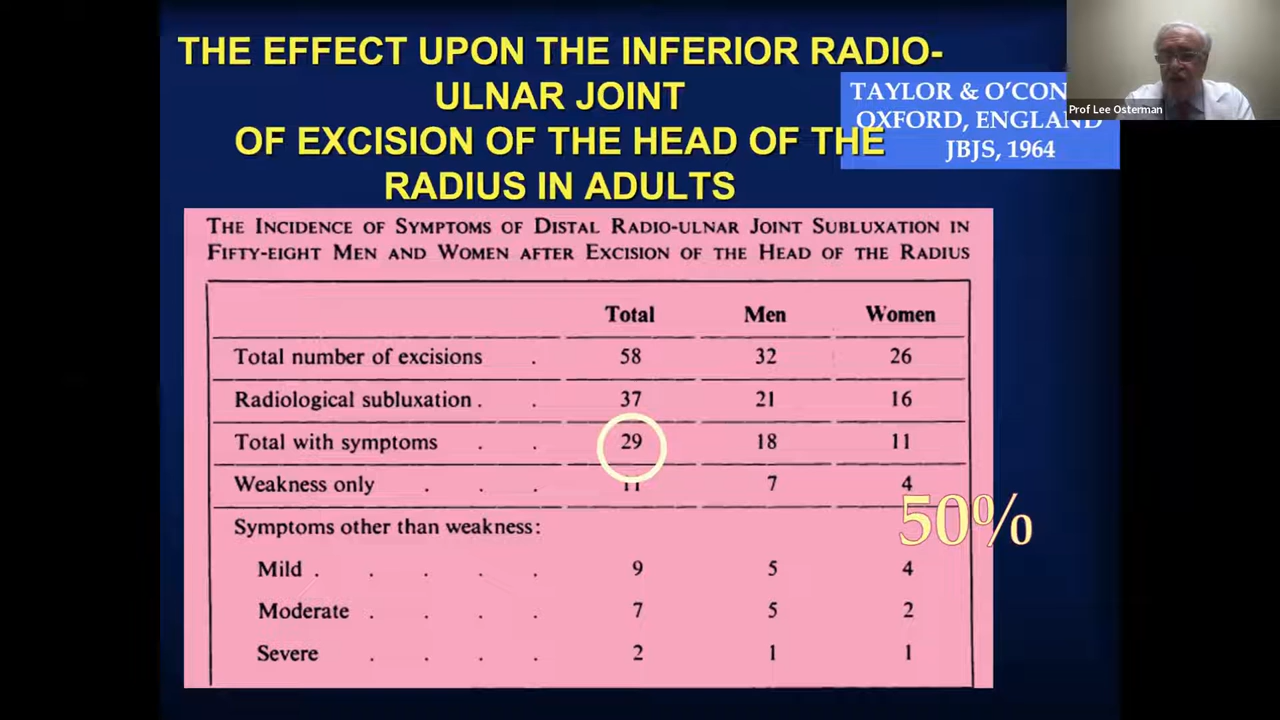 THE EFFECT UPON THE INFERIOR RADIO-
ULNAR JOINT
OF EXCISION OF THE HEAD OF THE
RADIUS IN ADULTS
TAYLOR & O’CON
OXFORD, ENGLAND
JBJS, 1964
Prof Lee Osterman
THE INCIDENCE OF SYMPTOMS OF DISTAL RADIO-ULNAR JOINT SUBLUXATION IN
FIFTY-EIGHT MEN AND WOMEN AFTER EXCISION OF THE HEAD OF THE RADIUS
Total Men Women
Total number of excisions . 58 32 26
Radiological subluxation . . 37 21 16
Total with symptoms . . 29 18 11
Weakness only . . . 11 7 4
50%
Symptoms other than weakness:
Mild . . . . . 9 5 4
Moderate . . . . 7 5 2
Severe . . . . 2 1 1